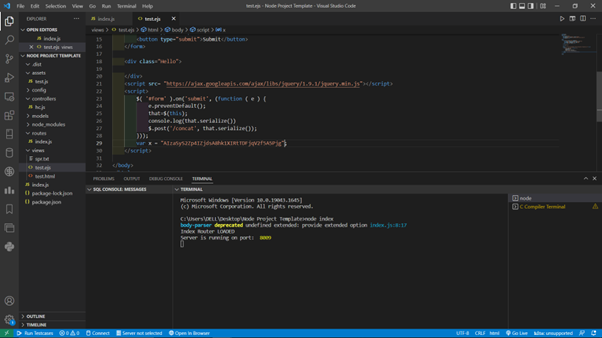 File Edit Selection View Go Run Terminal Help
test.ejs - Node Project Template - Visual Studio Code
EXPLORER
index.js
test.ejs
views > test.ejs > html > body > script > x
OPEN EDITORS
index.js
test.ejs views
NODE PROJECT TEMPLATE
.dist
assets
test.js
config
controllers
hc.js
models
node_modules
routes
index.js
views
spr.txt
test.ejs
test.html
index.js
package-lock.json
package.json
OUTLINE
TIMELINE
15 <button type="submit">Submit</button>
16 </form>
17
18 <div class="Hello">
19
20 </div>
21 <script src= "https://ajax.googleapis.com/ajax/libs/jquery/1.9.1/jquery.min.js"></script>
22 <script>
23 $( '#form' ).on('submit', (function ( e ) {
24 e.preventDefault();
25 that=$(this);
26 console.log(that.serialize())
27 $.post('/concat', that.serialize());
28 }));
29 var x =
30 </script>
31
32 </body>
PROBLEMS OUTPUT DEBUG CONSOLE TERMINAL
SQL CONSOLE: MESSAGES
TERMINAL
Microsoft Windows [Version 10.0.19043.1645]
(c) Microsoft Corporation. All rights reserved.
C:\Users\DELL\Desktop\Node Project Template>node index
body-parser deprecated undefined extended: provide extended option index.js:8:17
Index Router LOADED
Server is running on port: 8009
node
C Compiler Terminal
Run Testcases 0 0 Connect Server not selected Open In Browser
UTF-8 CRLF html Go Live kdac unsupported